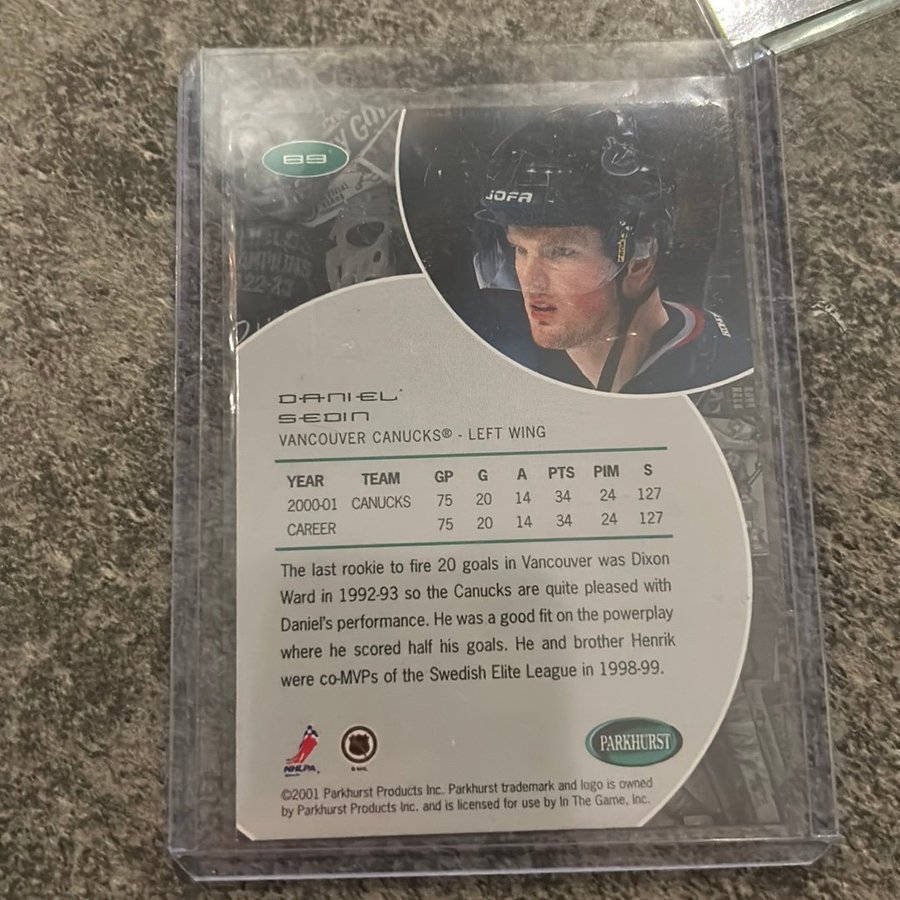 89
JOFA
DANIEL
SEDIN
VANCOUVER CANUCKS® - LEFT WING
YEAR TEAM GP G A PTS PIM S
2000-01 CANUCKS 75 20 14 34 24 127
CAREER 75 20 14 34 24 127
The last rookie to fire 20 goals in Vancouver was Dixon
Ward in 1992-93 so the Canucks are quite pleased with
Daniel's performance. He was a good fit on the powerplay
where he scored half his goals. He and brother Henrik
were co-MVPs of the Swedish Elite League in 1998-99.
NHLPA
PARKHURST
©2001 Parkhurst Products Inc. Parkhurst trademark and logo is owned
by Parkhurst Products Inc. and is licensed for use by In The Game, Inc.